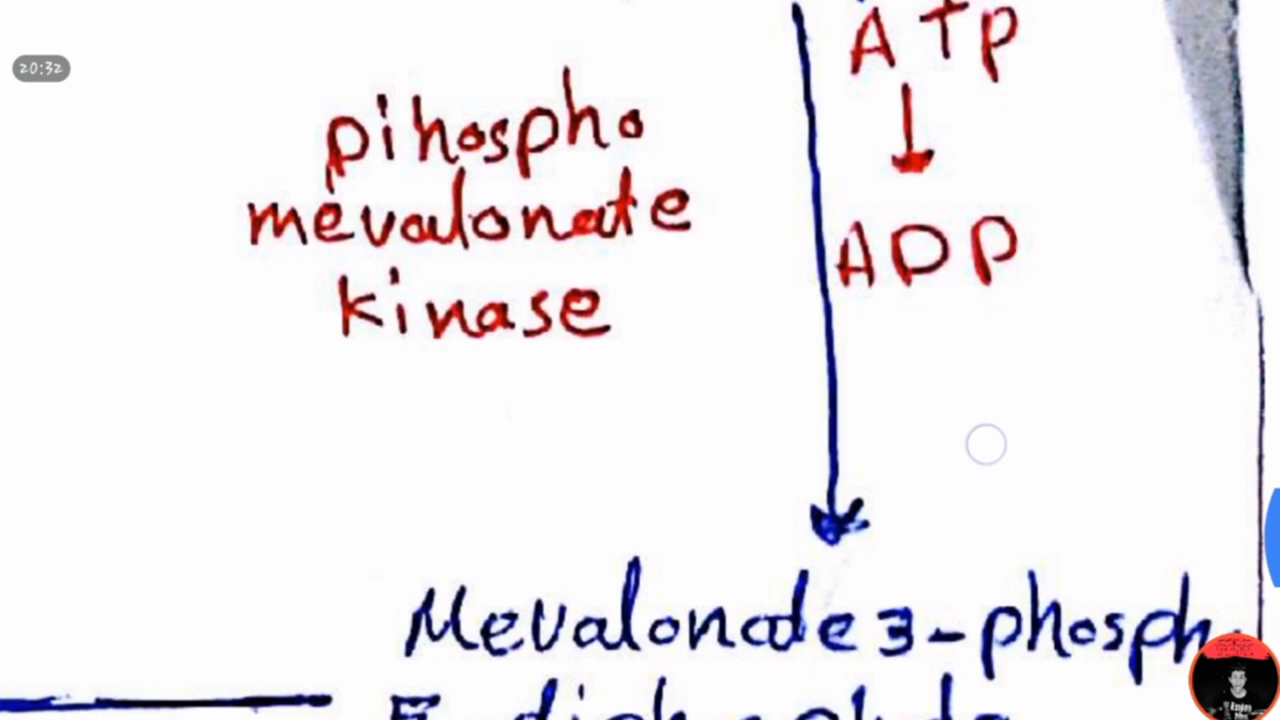 20:32
ATP
pihospho
mevalonate
kinase
ADP
Mevalonate 3-phosph